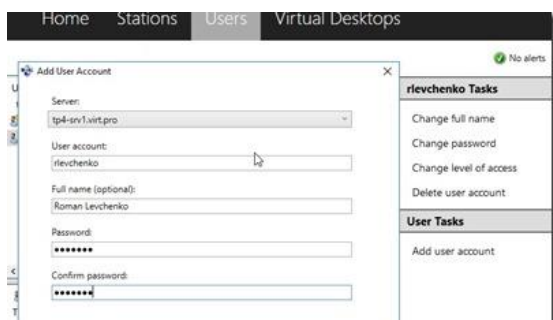 Home Stations Users Virtual Desktops
No alerts
Add User Account
Server:
tp4-srv1.virt.pro
User account:
rlevchenko
Full name (optional):
Roman Levchenko
Password:
•••••••
Confirm password:
•••••••
rlevchenko Tasks
Change full name
Change password
Change level of access
Delete user account
User Tasks
Add user account